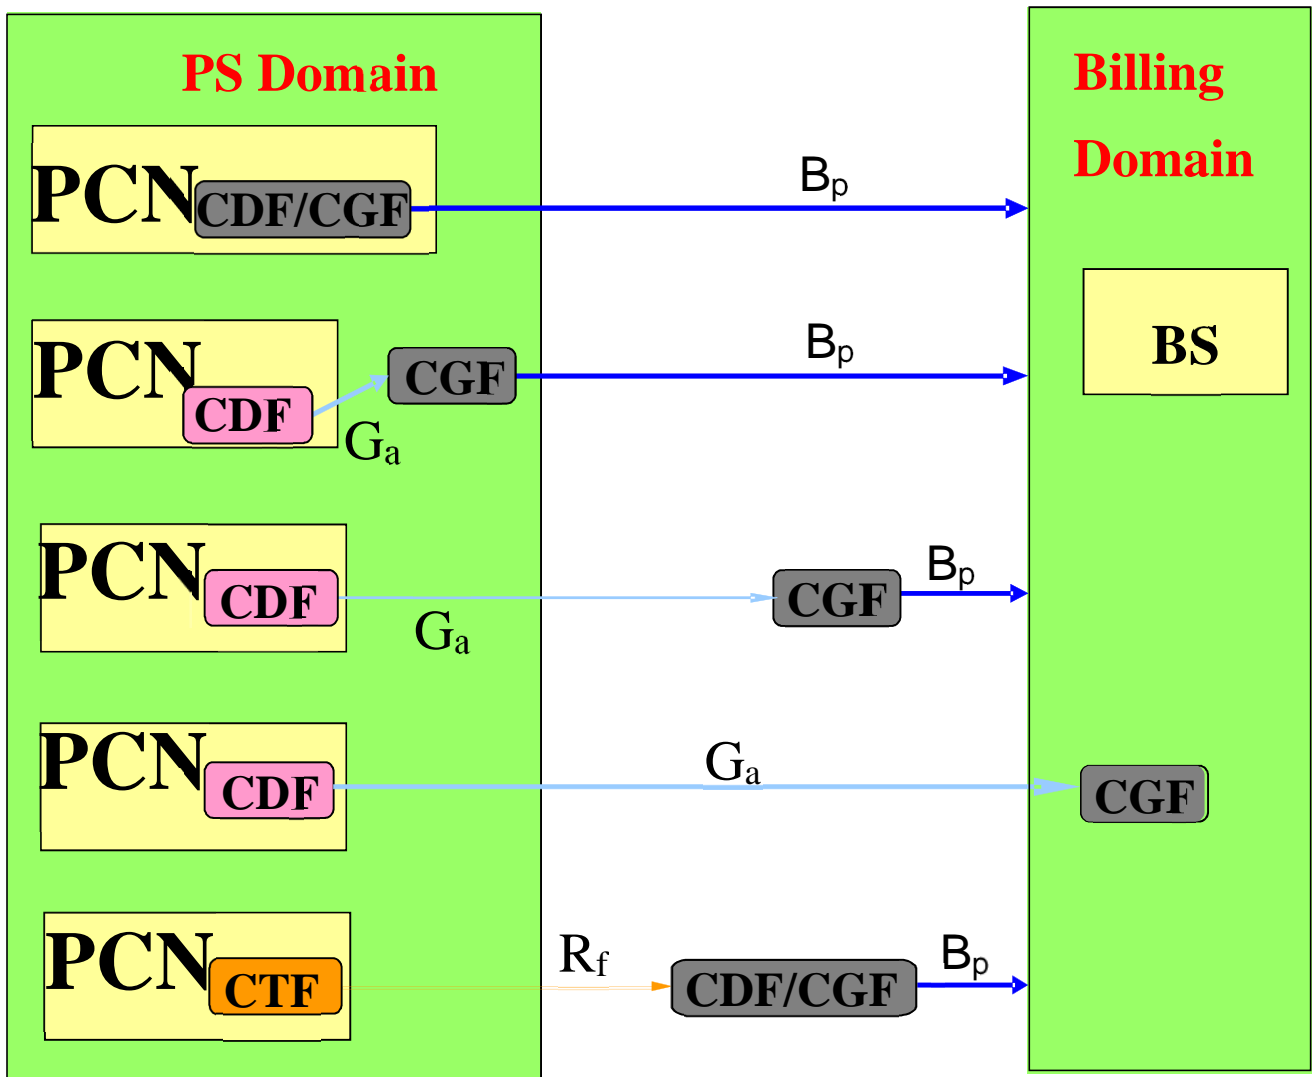 PS Domain
Billing
Domain
PCN
CDF/CGF
Bp
PCN
CDF
Ga
CGF
Bp
BS
PCN
CDF
Ga
CGF
Bp
PCN
CDF
Ga
CGF
PCN
CTF
Rf
CDF/CGF
Bp